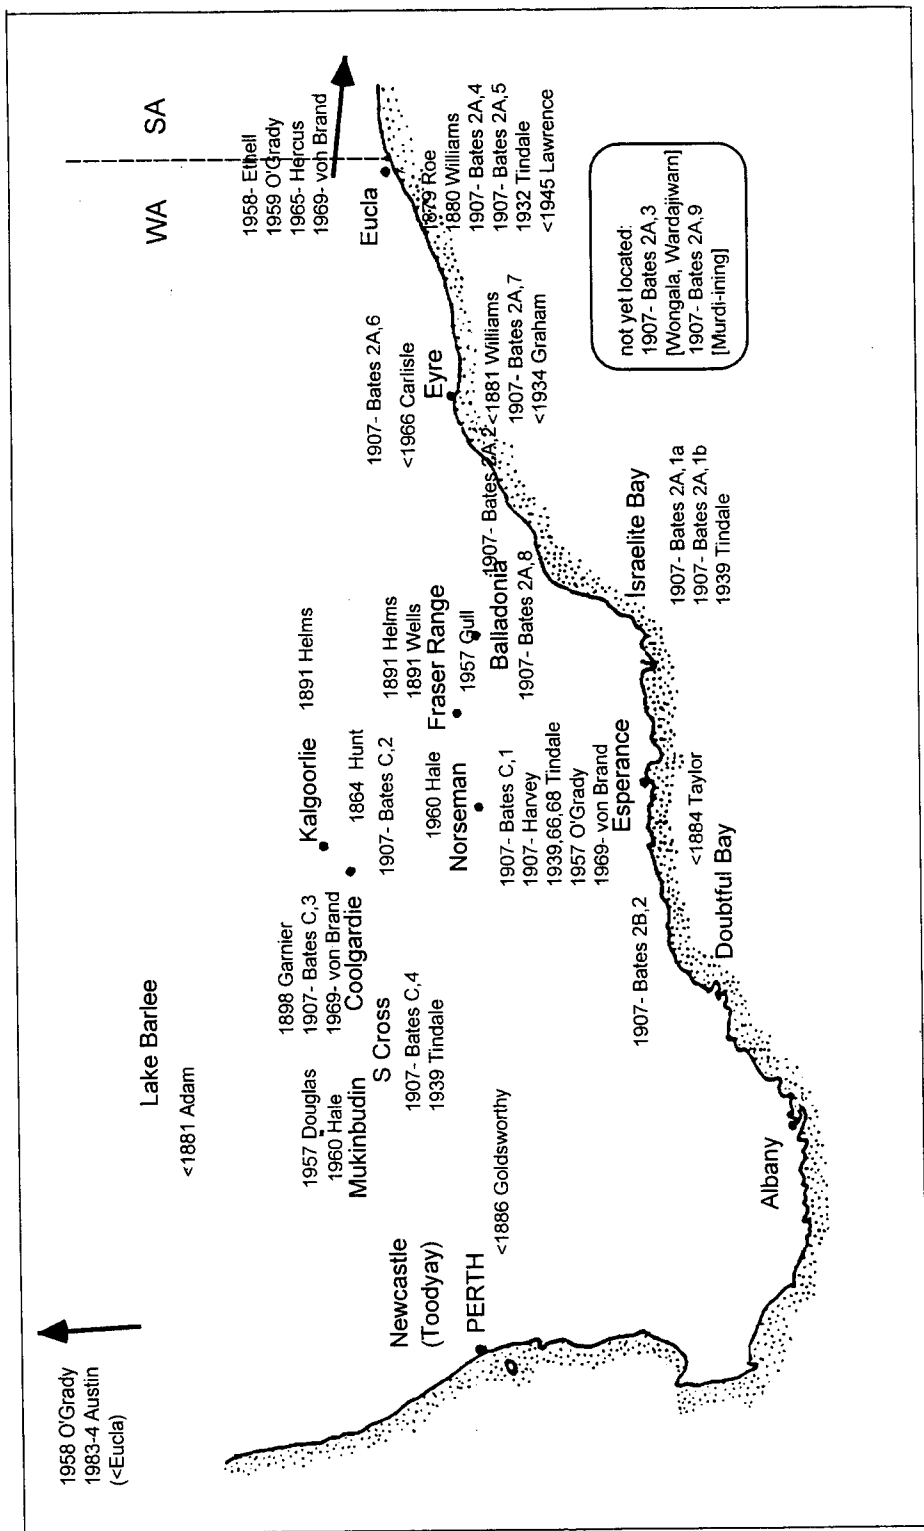 1958 O'Grady
1983-4 Austin
(<Eucla)
Lake Barlee
<1881 Adam
WA
SA
1958- Ethell
1959 O'Grady
1965- Hercus
1969- von Brand
Eucla
1879 Roe
1880 Williams
1907- Bates 2A,4
1907- Bates 2A,5
1932 Tindale
<1945 Lawrence
1957 Douglas
1960 Hale
Mukinbudin
1898 Garnier
1907- Bates C,3
1969- von Brand
Coolgardie
S Cross
1907- Bates C,4
1939 Tindale
Kalgoorlie
1891 Helms
1864 Hunt
1907- Bates C,2
1891 Helms
1891 Wells
Fraser Range
1957 Gull
1960 Hale
Norseman
1907- Bates C,1
1907- Harvey
1939,66,68 Tindale
1957 O'Grady
1969- von Brand
Esperance
<1884 Taylor
Balladonia
1907- Bates 2A,8
1907- Bates 2A,2
1907- Bates 2A,6
<1966 Carlisle
Eyre
<1881 Williams
1907- Bates 2A,7
<1934 Graham
Israelite Bay
1907- Bates 2A,1a
1907- Bates 2A,1b
1939 Tindale
Newcastle
(Toodyay)
PERTH
<1886 Goldsworthy
1907- Bates 2B,2
Doubtful Bay
Albany
not yet located:
1907- Bates 2A,3
[Wongala, Wardajiwarn]
1907- Bates 2A,9
[Murdi-ining]